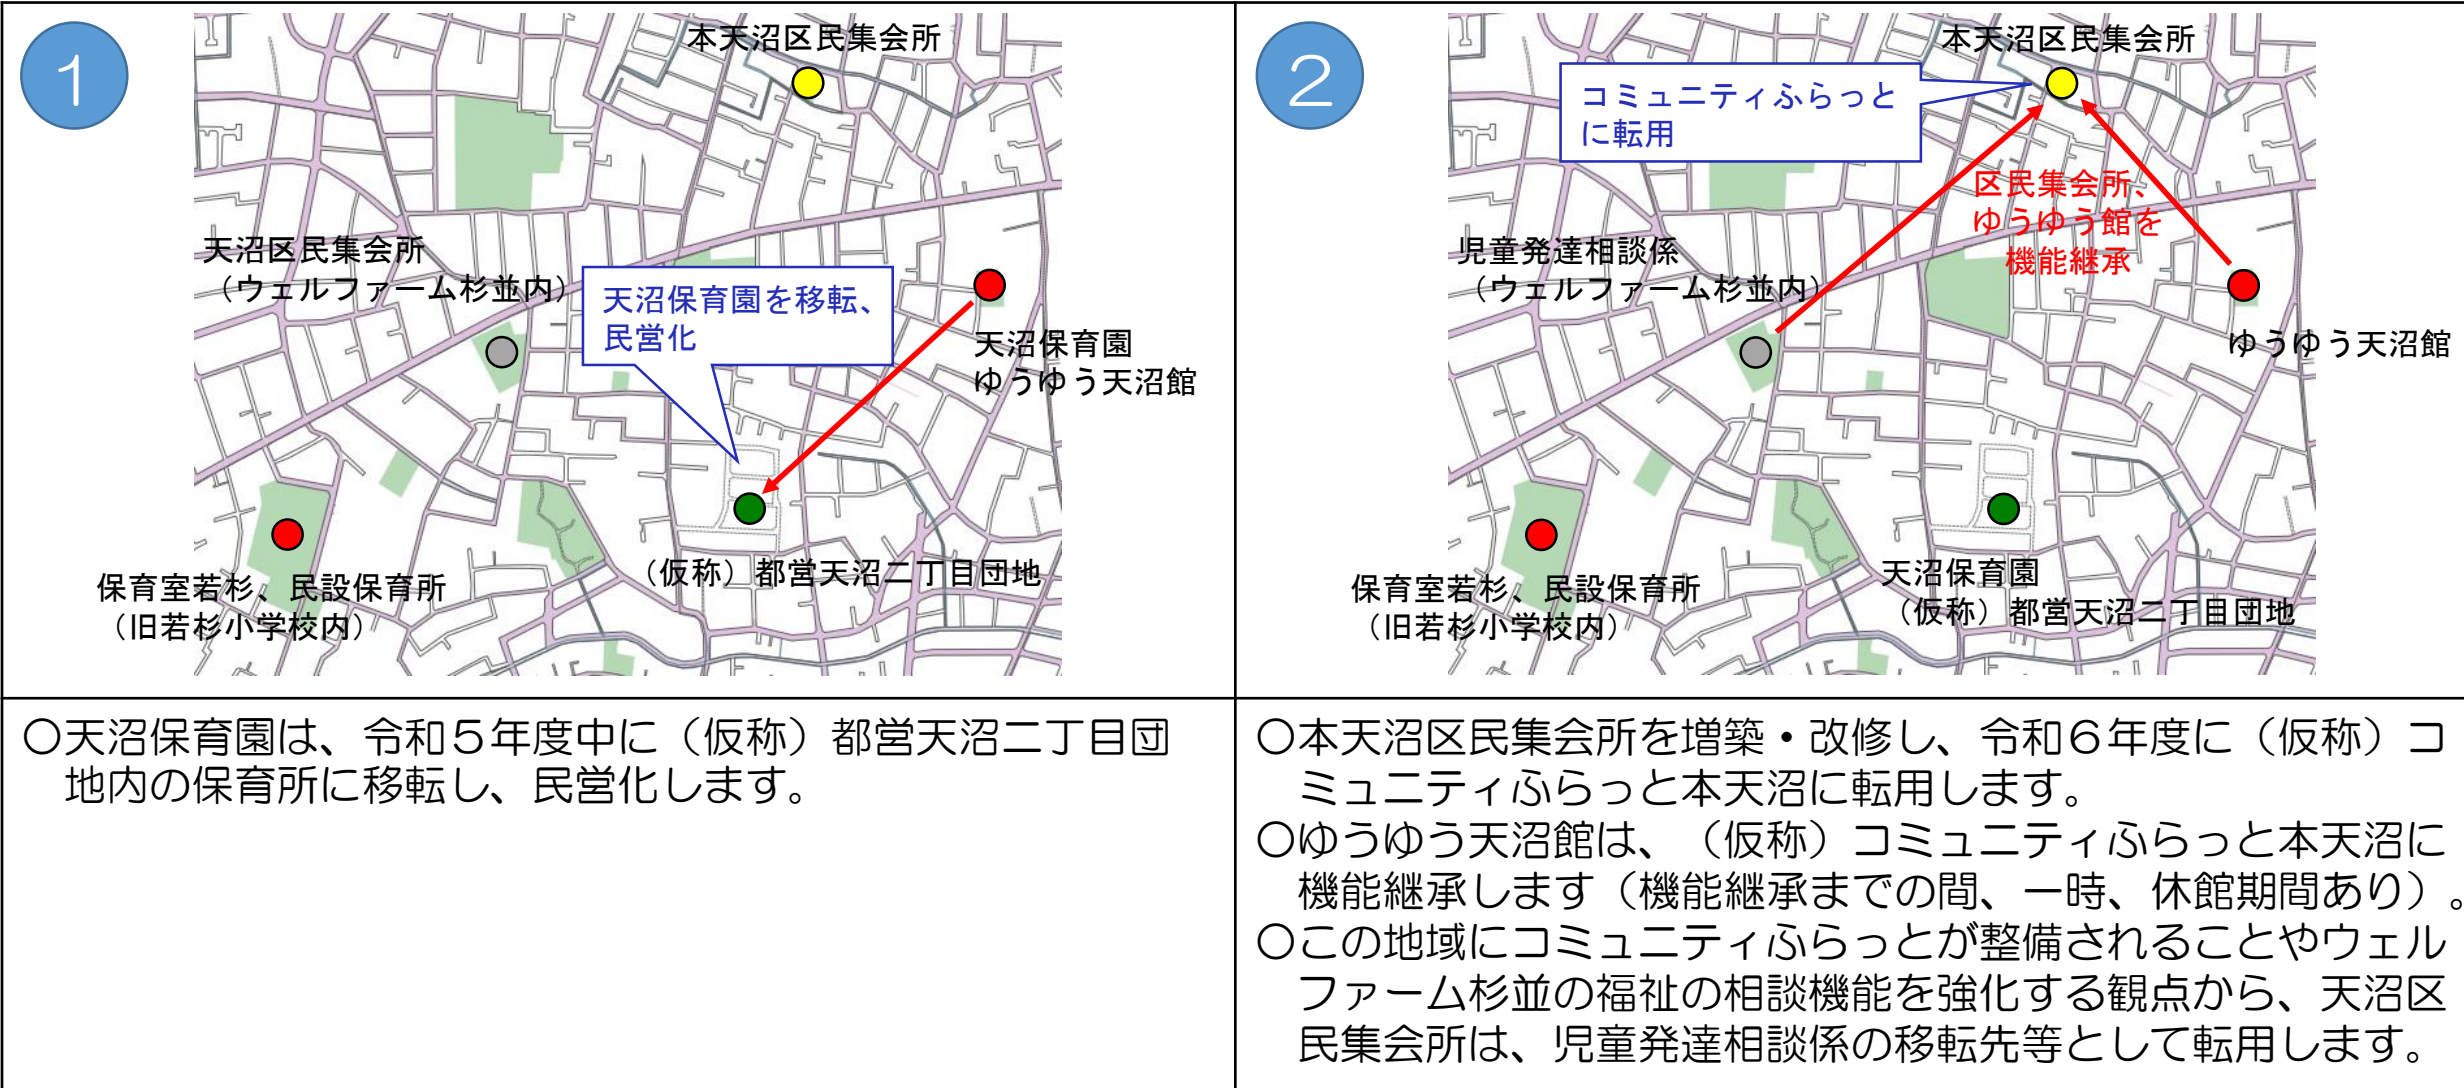 1
本天沼区民集会所
天沼区民集会所
(ウェルファーム杉並内)
天沼保育園を移転、
民営化
天沼保育園
ゆうゆう天沼館
(仮称)都営天沼二丁目団地
保育室若杉、民設保育所
(旧若杉小学校内)
○天沼保育園は、令和5年度中に(仮称)都営天沼二丁目団
地内の保育所に移転し、民営化します。
2
本天沼区民集会所
コミュニティふらっと
に転用
区民集会所、
ゆうゆう館を
機能継承
児童発達相談係
(ウェルファーム杉並内)
ゆうゆう天沼館
天沼保育園
(仮称)都営天沼二丁目団地
保育室若杉、民設保育所
(旧若杉小学校内)
○本天沼区民集会所を増築・改修し、令和6年度に(仮称)コ
ミュニティふらっと本天沼に転用します。
○ゆうゆう天沼館は、(仮称)コミュニティふらっと本天沼に
機能継承します(機能継承までの間、一時、休館期間あり)。
○この地域にコミュニティふらっとが整備されることやウェル
ファーム杉並の福祉の相談機能を強化する観点から、天沼区
民集会所は、児童発達相談係の移転先等として転用します。